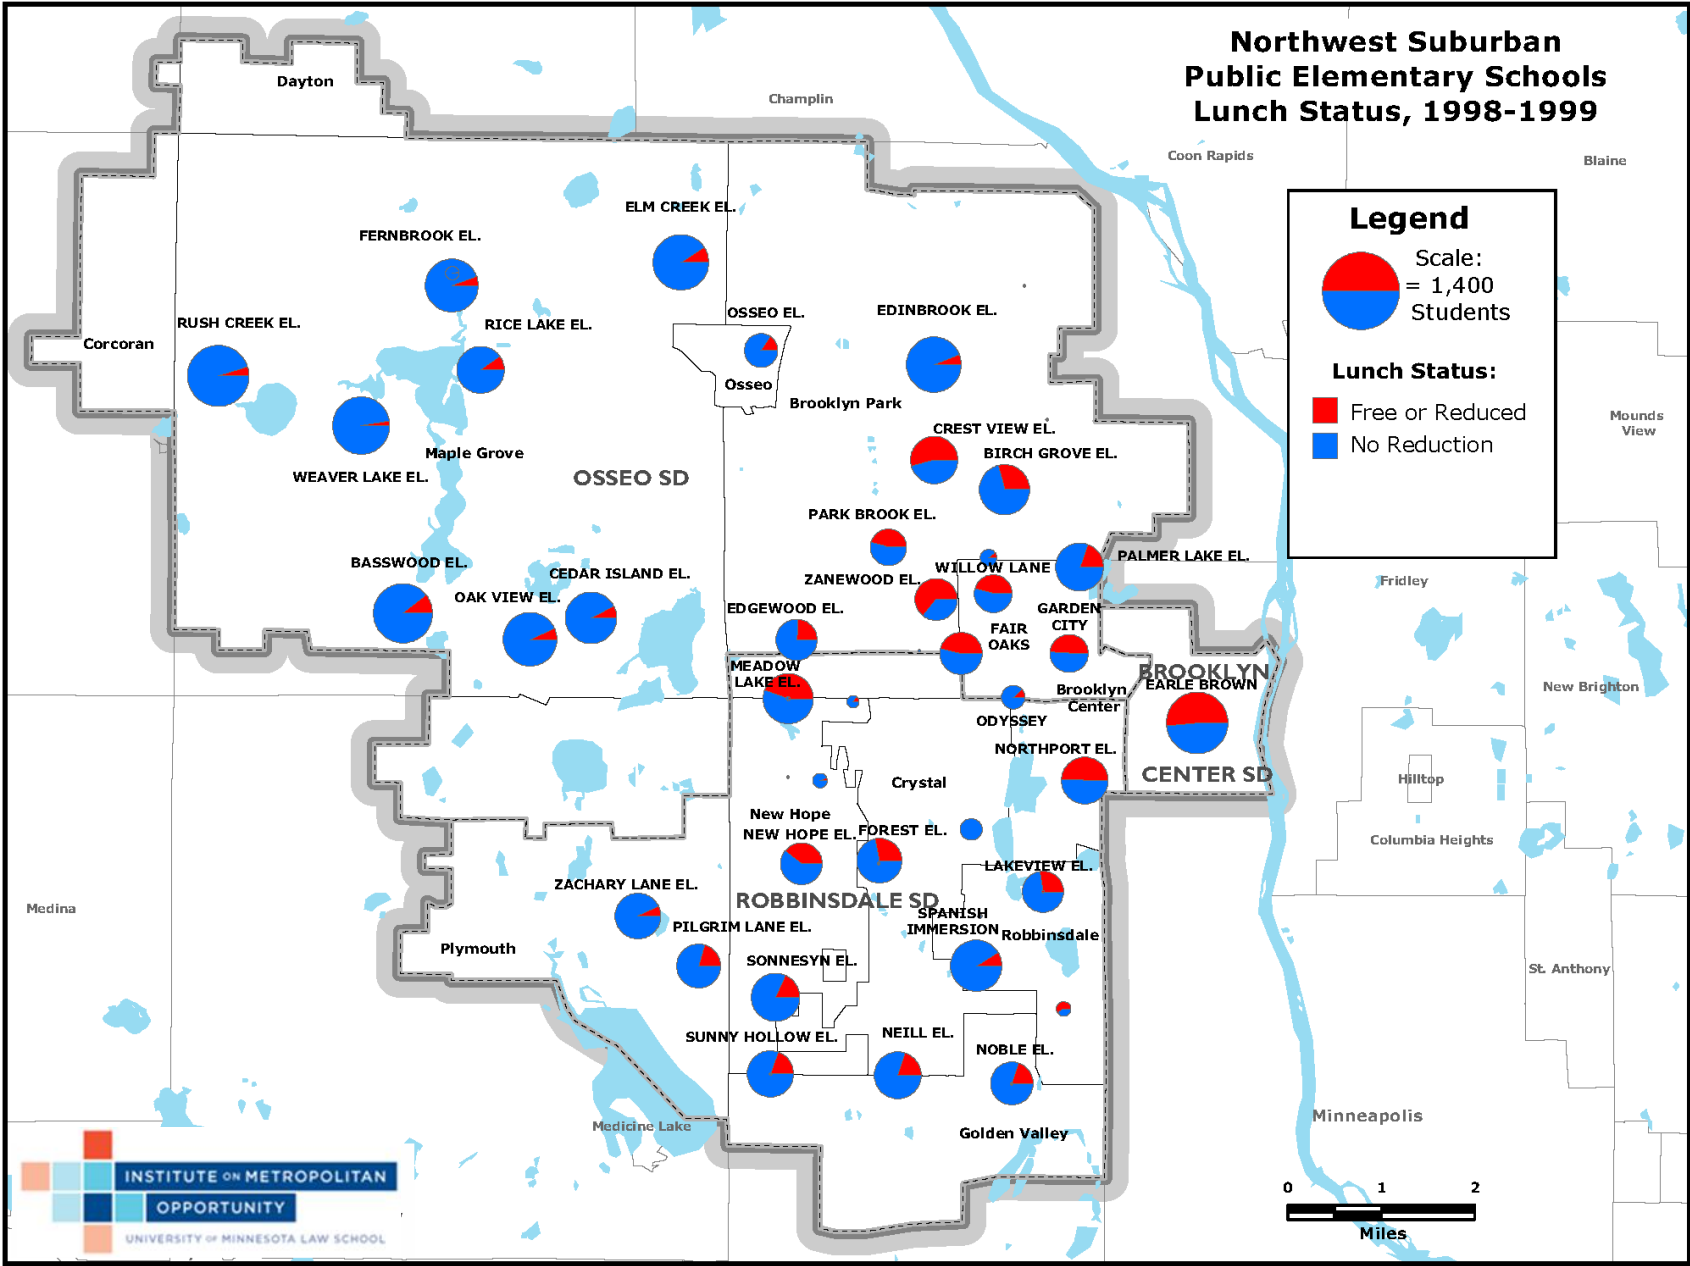 Northwest Suburban
Public Elementary Schools
Lunch Status, 1998-1999
Dayton
Champlin
Coon Rapids
Blaine
Legend
Scale:
= 1,400
Students
Lunch Status:
Free or Reduced
No Reduction
ELM CREEK EL.
FERNBROOK EL.
RUSH CREEK EL.
RICE LAKE EL.
OSSEO EL.
EDINBROOK EL.
Corcoran
Osseo
Brooklyn Park
Mounds
View
CREST VIEW EL.
BIRCH GROVE EL.
Maple Grove
WEAVER LAKE EL.
OSSEO SD
PARK BROOK EL.
BASSWOOD EL.
CEDAR ISLAND EL.
OAK VIEW EL.
ZANEWOOD EL.
WILLOW LANE
PALMER LAKE EL.
Fridley
EDGEWOOD EL.
GARDEN
CITY
FAIR
OAKS
MEADOW
LAKE EL.
BROOKLYN
EARLE BROWN
Brooklyn
Center
New Brighton
ODYSSEY
NORTHPORT EL.
CENTER SD
Hilltop
Crystal
New Hope
NEW HOPE EL.
FOREST EL.
Columbia Heights
LAKEVIEW EL.
ZACHARY LANE EL.
ROBBINSDALE SD
Medina
SPANISH
IMMERSION
PILGRIM LANE EL.
Robbinsdale
Plymouth
SONNESYN EL.
St. Anthony
SUNNY HOLLOW EL.
NEILL EL.
NOBLE EL.
Medicine Lake
Golden Valley
Minneapolis
INSTITUTE ON METROPOLITAN
OPPORTUNITY
UNIVERSITY OF MINNESOTA LAW SCHOOL
0 1 2
Miles